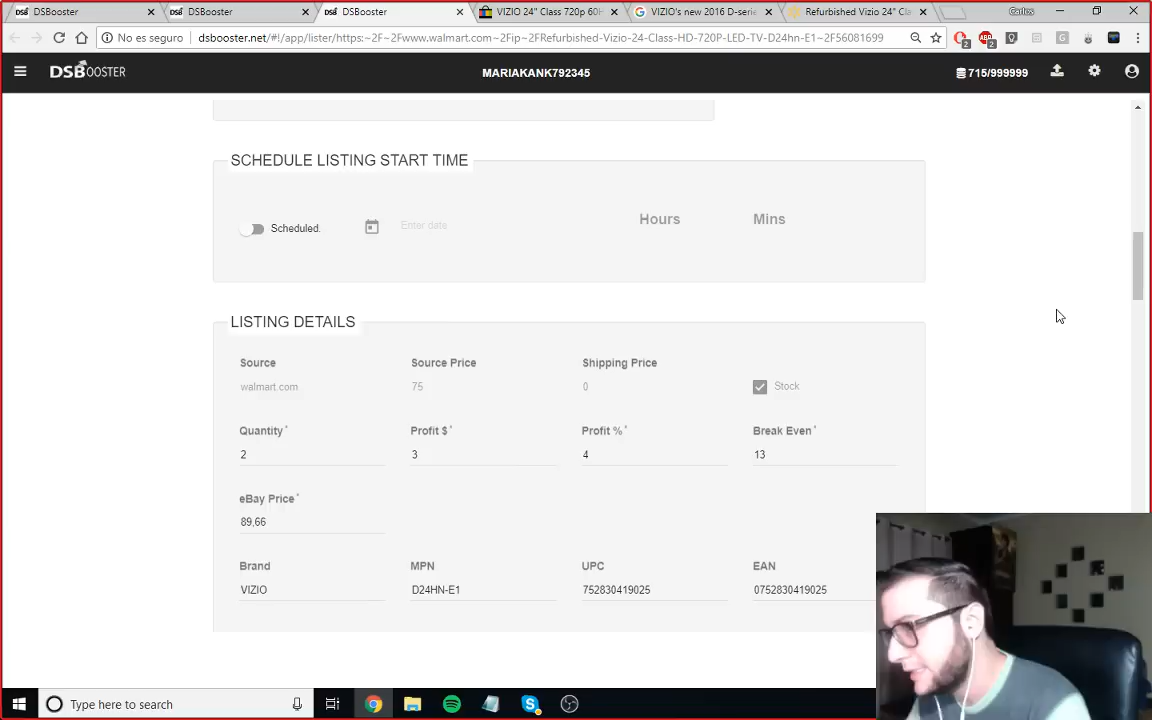 DSBooster
DSBooster
DSBooster
VIZIO 24" Class 720p 60H
VIZIO's new 2016 D-serie
Refurbished Vizio 24" Cla
Carlos
No es seguro
dsbooster.net/#!/app/lister/https:~2F~2Fwww.walmart.com~2Fip~2FRefurbished-Vizio-24-Class-HD-720P-LED-TV-D24hn-E1~2F56081699
2
ABP
2
DSBOOSTER
MARIAKANK792345
715/999999
SCHEDULE LISTING START TIME
Scheduled.
Enter date
Hours
Mins
LISTING DETAILS
Source
Source Price
Shipping Price
walmart.com
75
0
Stock
Quantity*
Profit $*
Profit %*
Break Even*
2
3
4
13
eBay Price*
89,66
Brand
MPN
UPC
EAN
VIZIO
D24HN-E1
752830419025
0752830419025
Type here to search